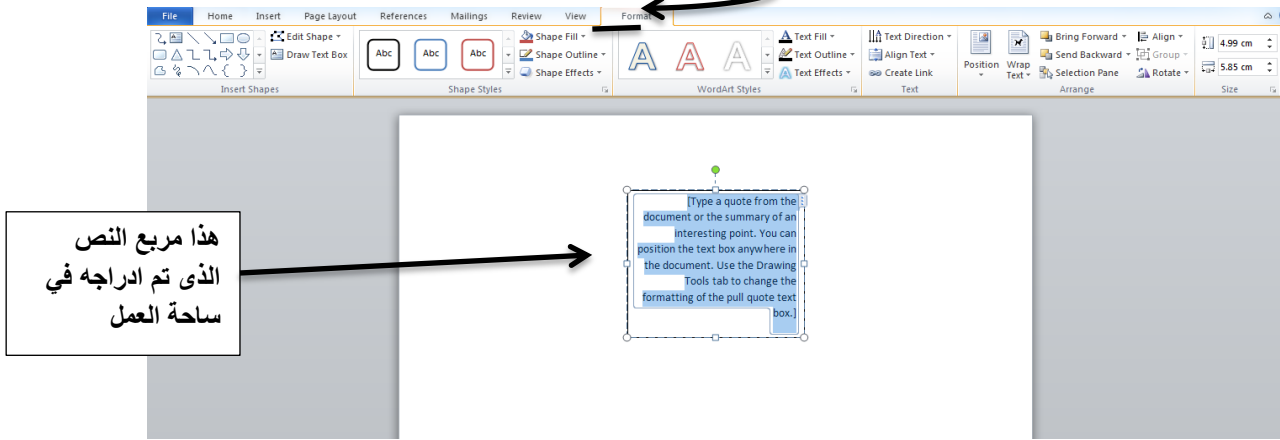 File Home Insert Page Layout References Mailings Review View Format
Edit Shape Shape Fill Text Fill Text Direction Bring Forward Align 4.99 cm
Draw Text Box Abc Abc Abc Shape Outline A A A Text Outline Align Text Position Wrap Text Send Backward Group
Shape Effects Text Effects Create Link Selection Pane Rotate 5.85 cm
Insert Shapes Shape Styles WordArt Styles Text Arrange Size
[Type a quote from the
document or the summary of an
interesting point. You can
position the text box anywhere in
the document. Use the Drawing
Tools tab to change the
formatting of the pull quote text
box.]
هذا مربع النص
الذى تم ادراجه في
ساحة العمل